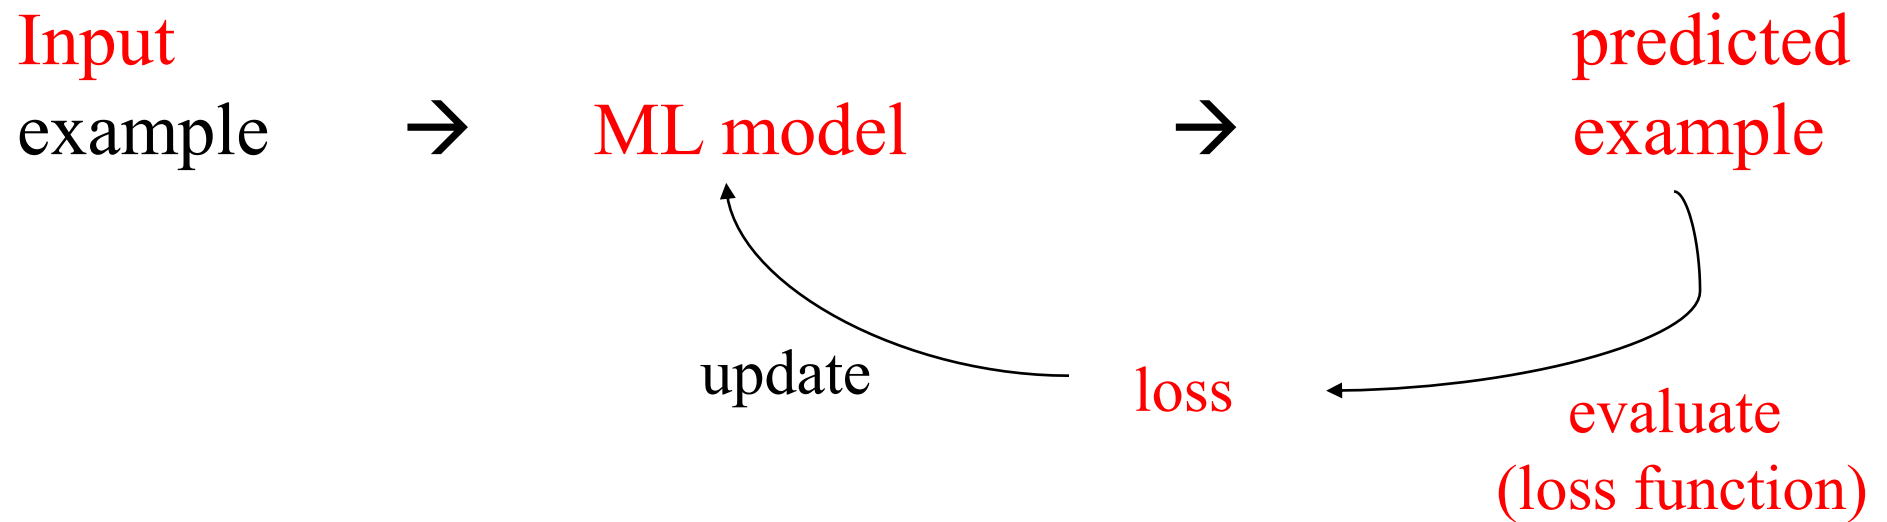 Input
example → ML model → predicted
example
update
loss
evaluate
(loss function)